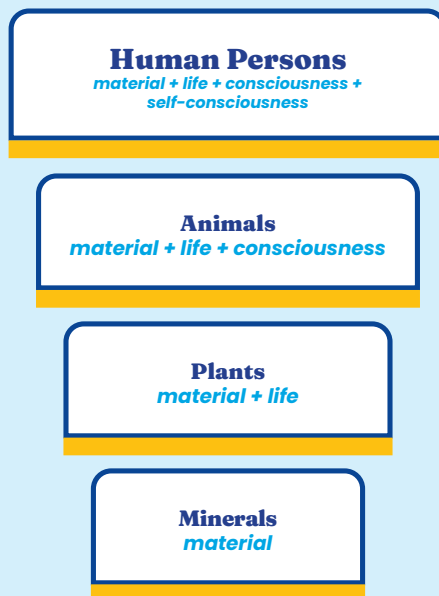 Human Persons
material + life + consciousness +
self-consciousness
Animals
material + life + consciousness
Plants
material + life
Minerals
material